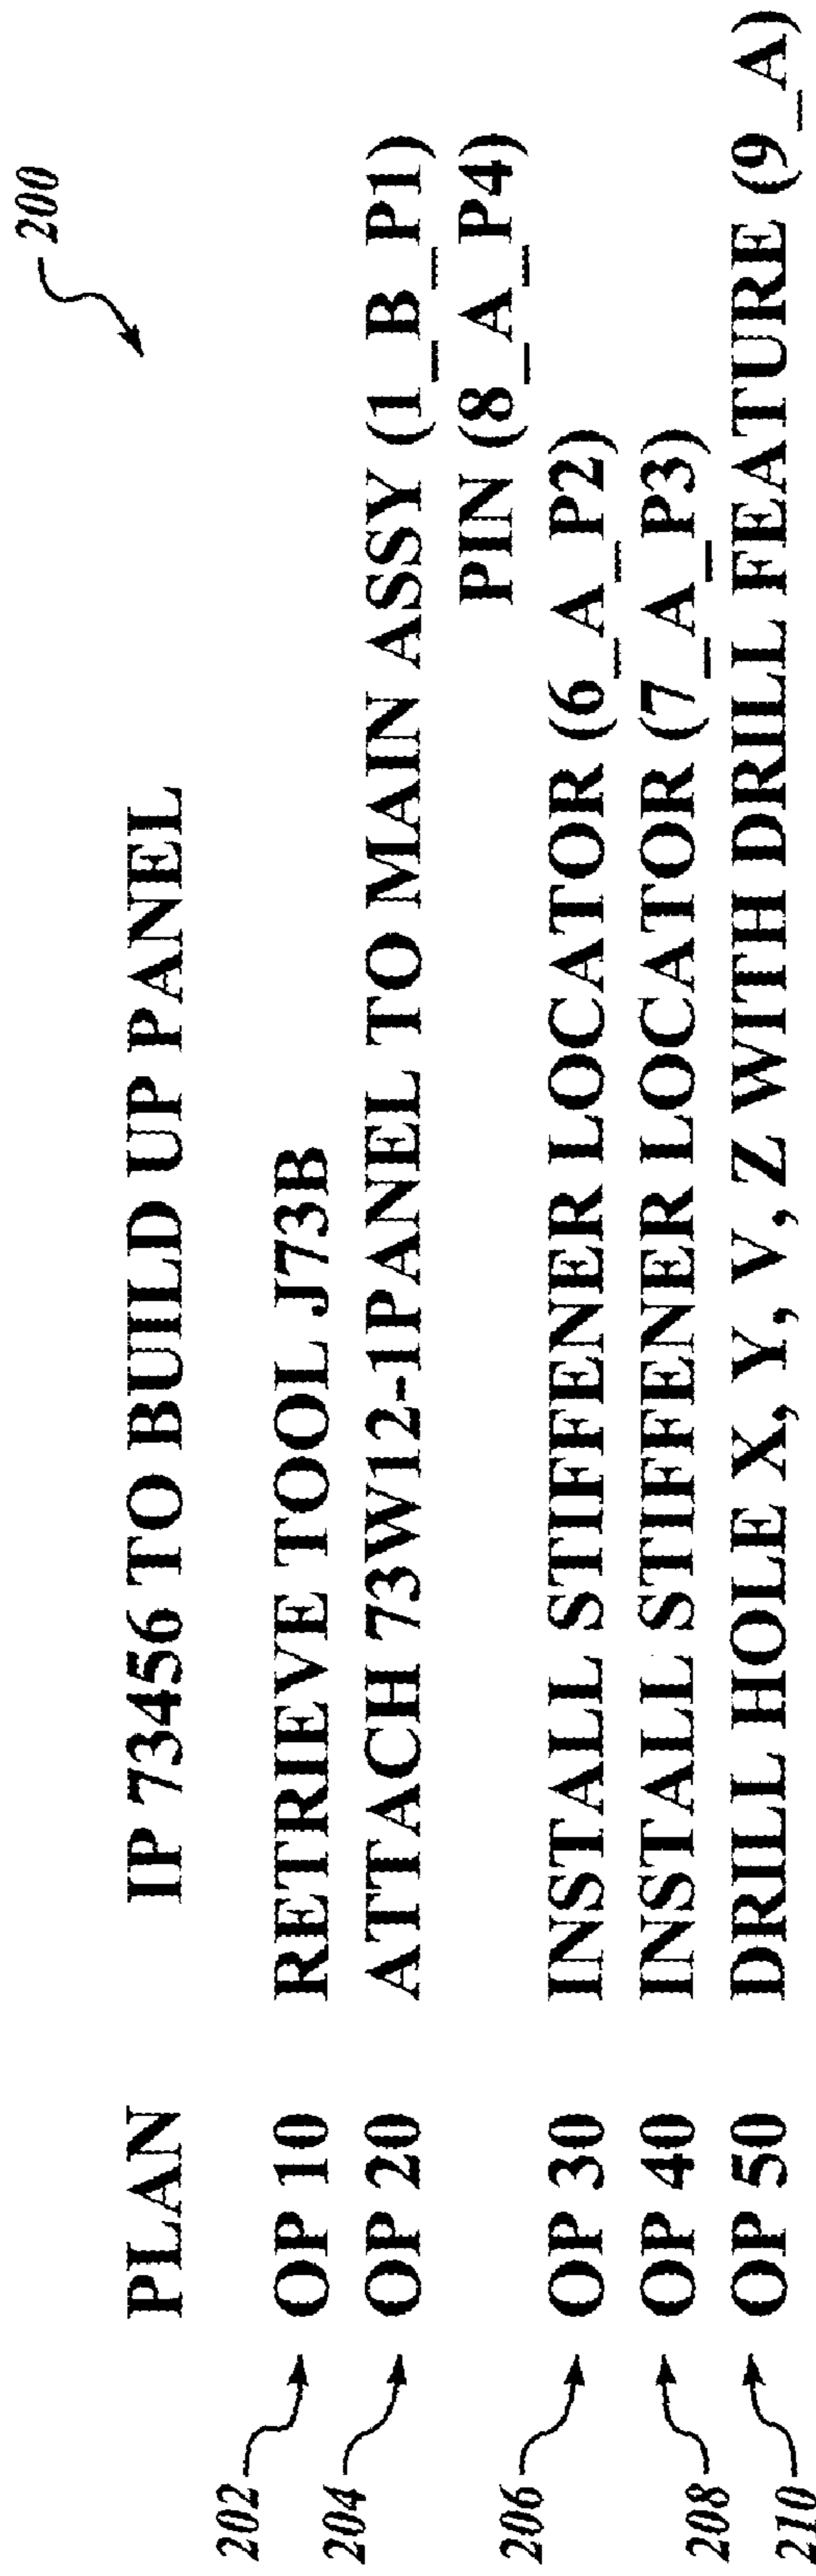 200
PLAN IP 73456 TO BUILD UP PANEL
202 OP 10 RETRIEVE TOOL J73B
204 OP 20 ATTACH 73W12-1PANEL TO MAIN ASSY (1_B_P1)
PIN (8_A_P4)
206 OP 30 INSTALL STIFFENER LOCATOR (6_A_P2)
208 OP 40 INSTALL STIFFENER LOCATOR (7_A_P3)
210 OP 50 DRILL HOLE X, Y, V, Z WITH DRILL FEATURE (9_A)